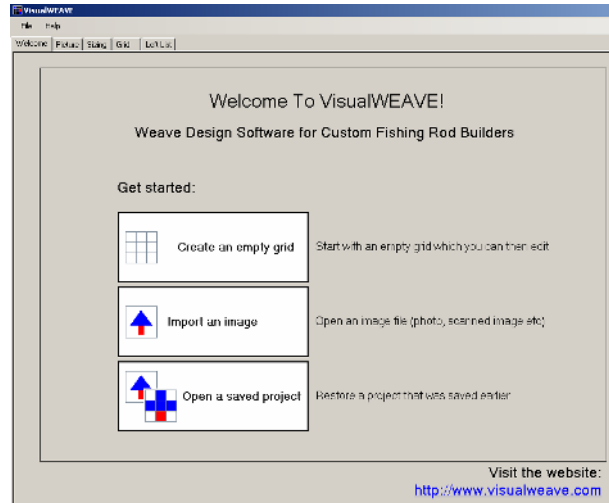 VisualWEAVE
File Help
Welcome Picture Sizing Grid Left List
Welcome To VisualWEAVE!
Weave Design Software for Custom Fishing Rod Builders
Get started:
Create an empty grid Start with an empty grid which you can then edit
Import an image Open an image file (photo, scanned image etc)
Open a saved project Restore a project that was saved earlier
Visit the website:
http://www.visualweave.com